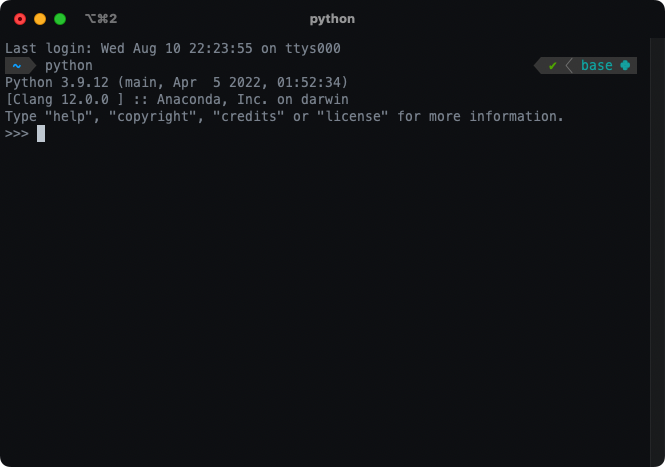 ⌥⌘2 python
Last login: Wed Aug 10 22:23:55 on ttys000
~ python ✔ base
Python 3.9.12 (main, Apr  5 2022, 01:52:34)
[Clang 12.0.0 ] :: Anaconda, Inc. on darwin
Type "help", "copyright", "credits" or "license" for more information.
>>>